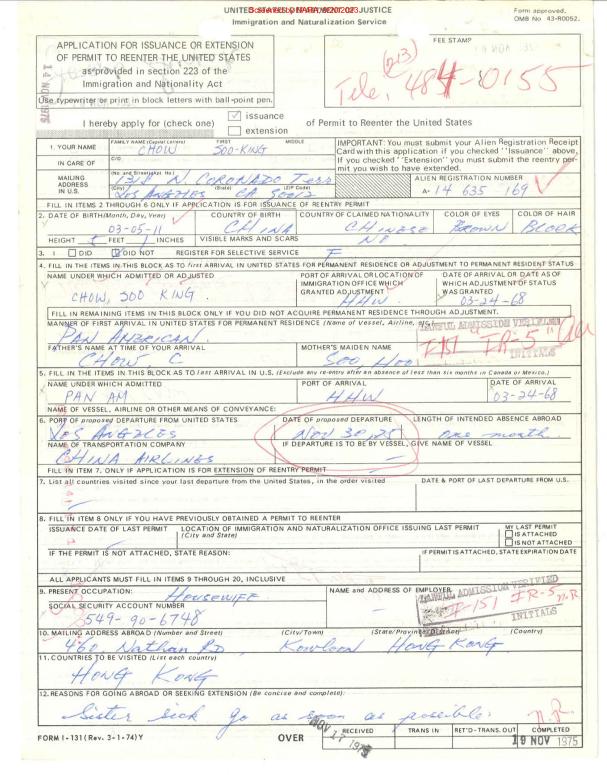 UNITED STATES DEPARTMENT OF JUSTICE
Immigration and Naturalization Service
Form approved.
OMB No. 43-R0052.
APPLICATION FOR ISSUANCE OR EXTENSION
OF PERMIT TO REENTER THE UNITED STATES
as provided in section 223 of the
Immigration and Nationality Act
Use typewriter or print in block letters with ball-point pen.
14 NOV 1975
FEE STAMP
(213)
Tele. 484-0155
I hereby apply for (check one) ☑ issuance of Permit to Reenter the United States
☐ extension
1. YOUR NAME FAMILY NAME (Capital Letters) FIRST MIDDLE
CHOW SOO-KING
IMPORTANT: You must submit your Alien Registration Receipt
Card with this application if you checked "Issuance" above,
If you checked "Extension" you must submit the reentry per-
mit you wish to have extended.
IN CARE OF C/O
MAILING ADDRESS IN U.S. (No. and Street/Apt. No.)
1318 N. CORONADO Terr
(City) (State) (ZIP Code)
LOS ANGELES CA 90012
ALIEN REGISTRATION NUMBER
A- 14 635 169
FILL IN ITEMS 2 THROUGH 6 ONLY IF APPLICATION IS FOR ISSUANCE OF REENTRY PERMIT
2. DATE OF BIRTH (Month, Day, Year) COUNTRY OF BIRTH COUNTRY OF CLAIMED NATIONALITY COLOR OF EYES COLOR OF HAIR
03-05-11 CHINA CHINESE BROWN BLOCK
HEIGHT 5 FEET 1 INCHES VISIBLE MARKS AND SCARS
3. I ☐ DID ☑ DID NOT REGISTER FOR SELECTIVE SERVICE F
4. FILL IN THE ITEMS IN THIS BLOCK AS TO first ARRIVAL IN UNITED STATES FOR PERMANENT RESIDENCE OR ADJUSTMENT TO PERMANENT RESIDENT STATUS
NAME UNDER WHICH ADMITTED OR ADJUSTED
CHOW, SOO KING
PORT OF ARRIVAL OR LOCATION OF
IMMIGRATION OFFICE WHICH
GRANTED ADJUSTMENT
HHW
DATE OF ARRIVAL OR DATE AS OF
WHICH ADJUSTMENT OF STATUS
WAS GRANTED
03-24-68
FILL IN REMAINING ITEMS IN THIS BLOCK ONLY IF YOU DID NOT ACQUIRE PERMANENT RESIDENCE THROUGH ADJUSTMENT.
MANNER OF FIRST ARRIVAL IN UNITED STATES FOR PERMANENT RESIDENCE (Name of Vessel, Airline, etc.)
PAN AMERICAN
LAWFUL ADMISSION VERIFIED
I-151 "IR-5"
INITIALS
FATHER'S NAME AT TIME OF YOUR ARRIVAL
CHOW C.
MOTHER'S MAIDEN NAME
SOO, HOO
5. FILL IN THE ITEMS IN THIS BLOCK AS TO last ARRIVAL IN U.S. (Exclude any re-entry after an absence of less than six months in Canada or Mexico.)
NAME UNDER WHICH ADMITTED PORT OF ARRIVAL DATE OF ARRIVAL
PAN AM HHW 03-24-68
NAME OF VESSEL, AIRLINE OR OTHER MEANS OF CONVEYANCE:
6. PORT OF proposed DEPARTURE FROM UNITED STATES DATE OF proposed DEPARTURE LENGTH OF INTENDED ABSENCE ABROAD
LOS ANGELES NOV 30, 75 one month.
NAME OF TRANSPORTATION COMPANY IF DEPARTURE IS TO BE BY VESSEL, GIVE NAME OF VESSEL
CHINA AIRLINES —
FILL IN ITEM 7. ONLY IF APPLICATION IS FOR EXTENSION OF REENTRY PERMIT
7. List all countries visited since your last departure from the United States, in the order visited DATE & PORT OF LAST DEPARTURE FROM U.S.
8. FILL IN ITEM 8 ONLY IF YOU HAVE PREVIOUSLY OBTAINED A PERMIT TO REENTER
ISSUANCE DATE OF LAST PERMIT LOCATION OF IMMIGRATION AND NATURALIZATION OFFICE ISSUING LAST PERMIT
(City and State)
MY LAST PERMIT
☐ IS ATTACHED
☐ IS NOT ATTACHED
IF THE PERMIT IS NOT ATTACHED, STATE REASON: IF PERMIT IS ATTACHED, STATE EXPIRATION DATE
ALL APPLICANTS MUST FILL IN ITEMS 9 THROUGH 20, INCLUSIVE
9. PRESENT OCCUPATION: HOUSEWIFE
NAME and ADDRESS OF EMPLOYER
—
LAWFUL ADMISSION VERIFIED
I-151 IR-5 N.R
INITIALS
SOCIAL SECURITY ACCOUNT NUMBER
549-90-6748
10. MAILING ADDRESS ABROAD (Number and Street) (City/Town) (State/Province/District) (Country)
460 Nathan RD. Kowloon HONG KONG
11. COUNTRIES TO BE VISITED (List each country)
HONG KONG
12. REASONS FOR GOING ABROAD OR SEEKING EXTENSION (Be concise and complete):
Sister sick go as soon as possible.
N.R.
FORM I-131 (Rev. 3-1-74) Y
OVER
NOV 17 1975
RECEIVED TRANS IN RET'D-TRANS. OUT COMPLETED
19 NOV 1975